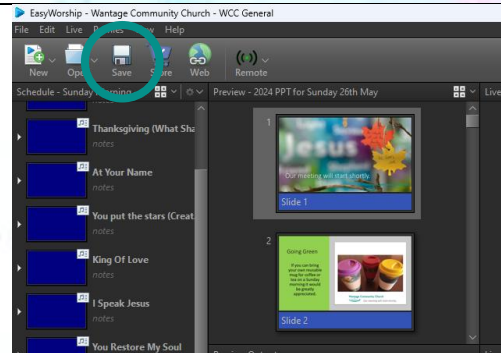 EasyWorship - Wantage Community Church - WCC General
File Edit Live Help
New Open Save Store Web Remote
Schedule - Sunday Morning
Preview - 2024 PPT for Sunday 26th May
Live
Thanksgiving (What Sha
notes
At Your Name
notes
You put the stars (Creat
notes
King Of Love
notes
I Speak Jesus
notes
You Restore My Soul
1
Jesus
Our meeting will start shortly.
Slide 1
2
Going Green
If you can bring
your own reusable
mug for coffee or
tea on a Sunday
morning it would
be greatly
appreciated.
Wantage Community Church
Slide 2